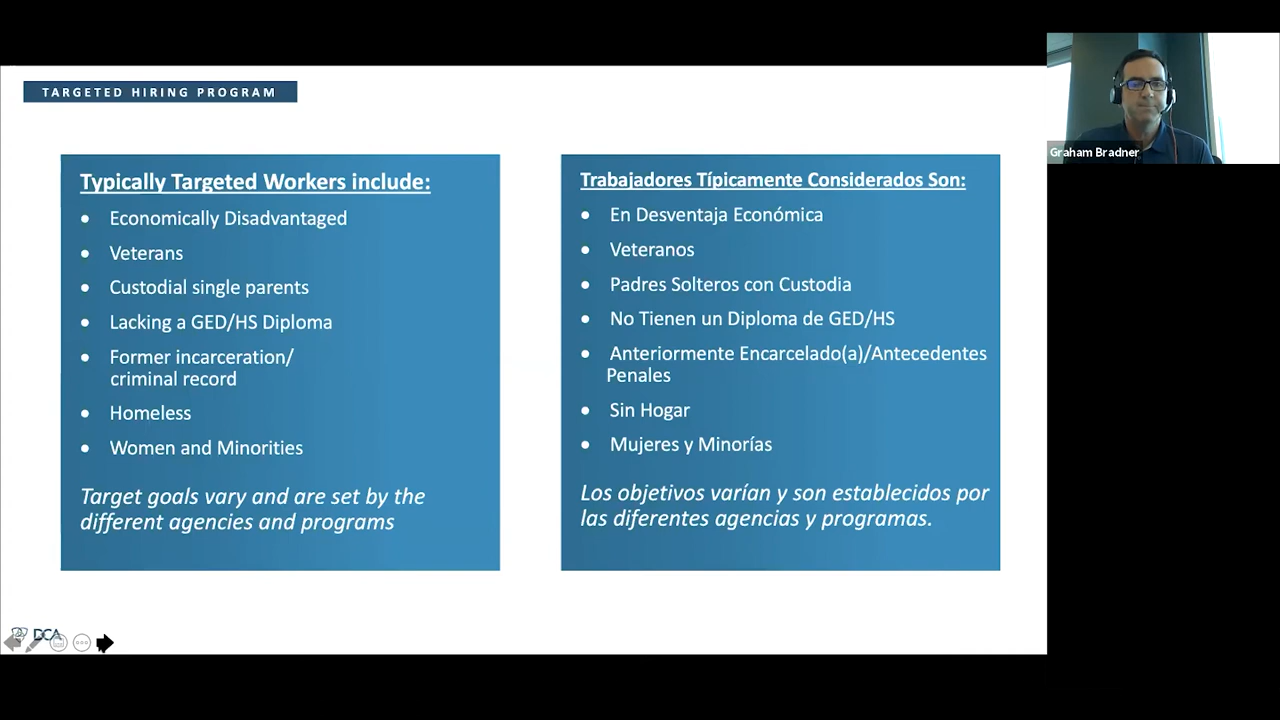 TARGETED HIRING PROGRAM
Typically Targeted Workers include:
• Economically Disadvantaged
• Veterans
• Custodial single parents
• Lacking a GED/HS Diploma
• Former incarceration/
criminal record
• Homeless
• Women and Minorities
Target goals vary and are set by the
different agencies and programs
Trabajadores Típicamente Considerados Son:
• En Desventaja Económica
• Veteranos
• Padres Solteros con Custodia
• No Tienen un Diploma de GED/HS
• Anteriormente Encarcelado(a)/Antecedentes
Penales
• Sin Hogar
• Mujeres y Minorías
Los objetivos varían y son establecidos por
las diferentes agencias y programas.
Graham Bradner
DCA